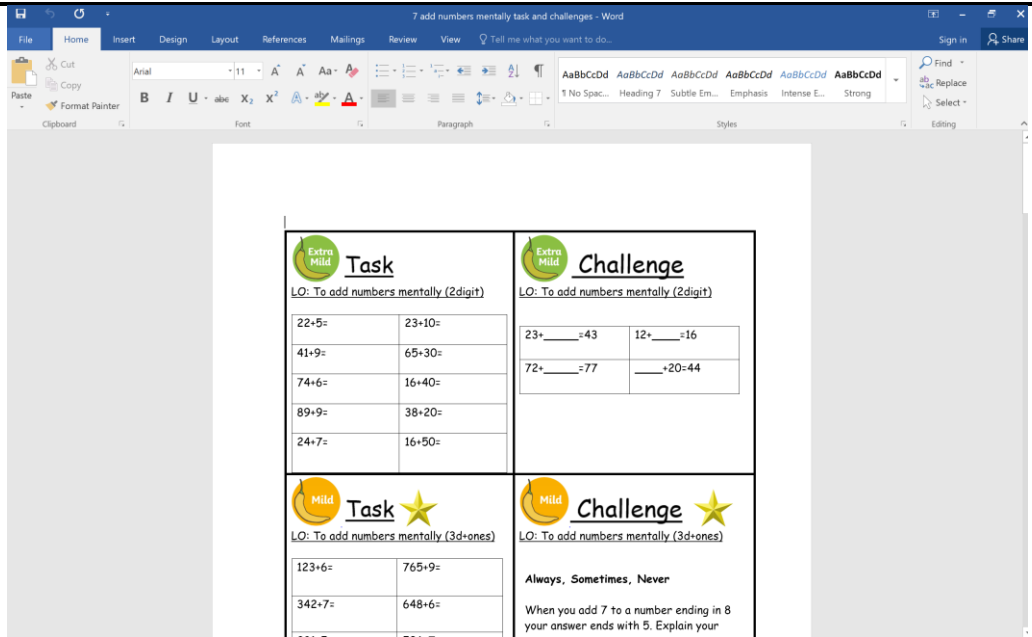 7 add numbers mentally task and challenges - Word
File Home Insert Design Layout References Mailings Review View Tell me what you want to do... Sign in Share
Cut
Copy
Paste
Format Painter
Clipboard
Arial 11 A A Aa
B I U abc X₂ X² A ab A
Font
Paragraph
AaBbCcDd AaBbCcDd AaBbCcDd AaBbCcDd AaBbCcDd AaBbCcDd
¶ No Spac... Heading 7 Subtle Em... Emphasis Intense E... Strong
Styles
Find
Replace
Select
Editing
Extra Mild
Task
LO: To add numbers mentally (2digit)
22+5= 23+10=
41+9= 65+30=
74+6= 16+40=
89+9= 38+20=
24+7= 16+50=
Extra Mild
Challenge
LO: To add numbers mentally (2digit)
23+_____=43 12+____=16
72+_____=77 ____+20=44
Mild
Task
LO: To add numbers mentally (3d+ones)
123+6= 765+9=
342+7= 648+6=
Mild
Challenge
LO: To add numbers mentally (3d+ones)
Always, Sometimes, Never
When you add 7 to a number ending in 8
your answer ends with 5. Explain your